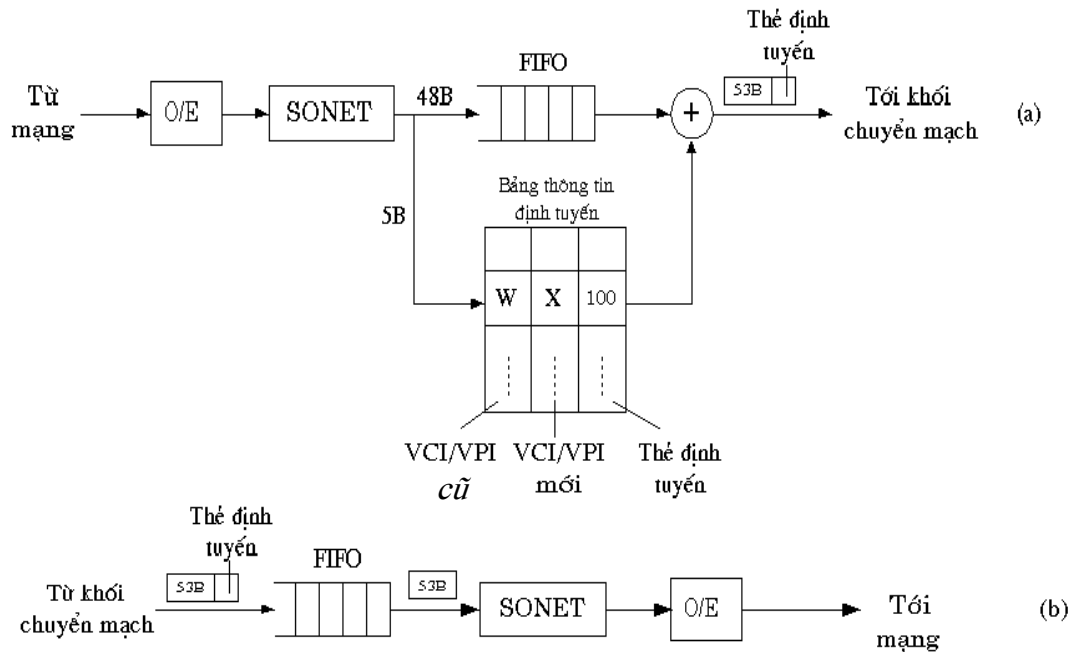 Thẻ định
tuyến
Từ
mạng
O/E
SONET
48B
FIFO
+
53B
Tới khối
chuyển mạch
(a)
5B
Bảng thông tin
định tuyến
W
X
100
VCI/VPI
cũ
VCI/VPI
mới
Thẻ định
tuyến
Thẻ định
tuyến
Từ khối
chuyển mạch
53B
FIFO
53B
SONET
O/E
Tới
mạng
(b)